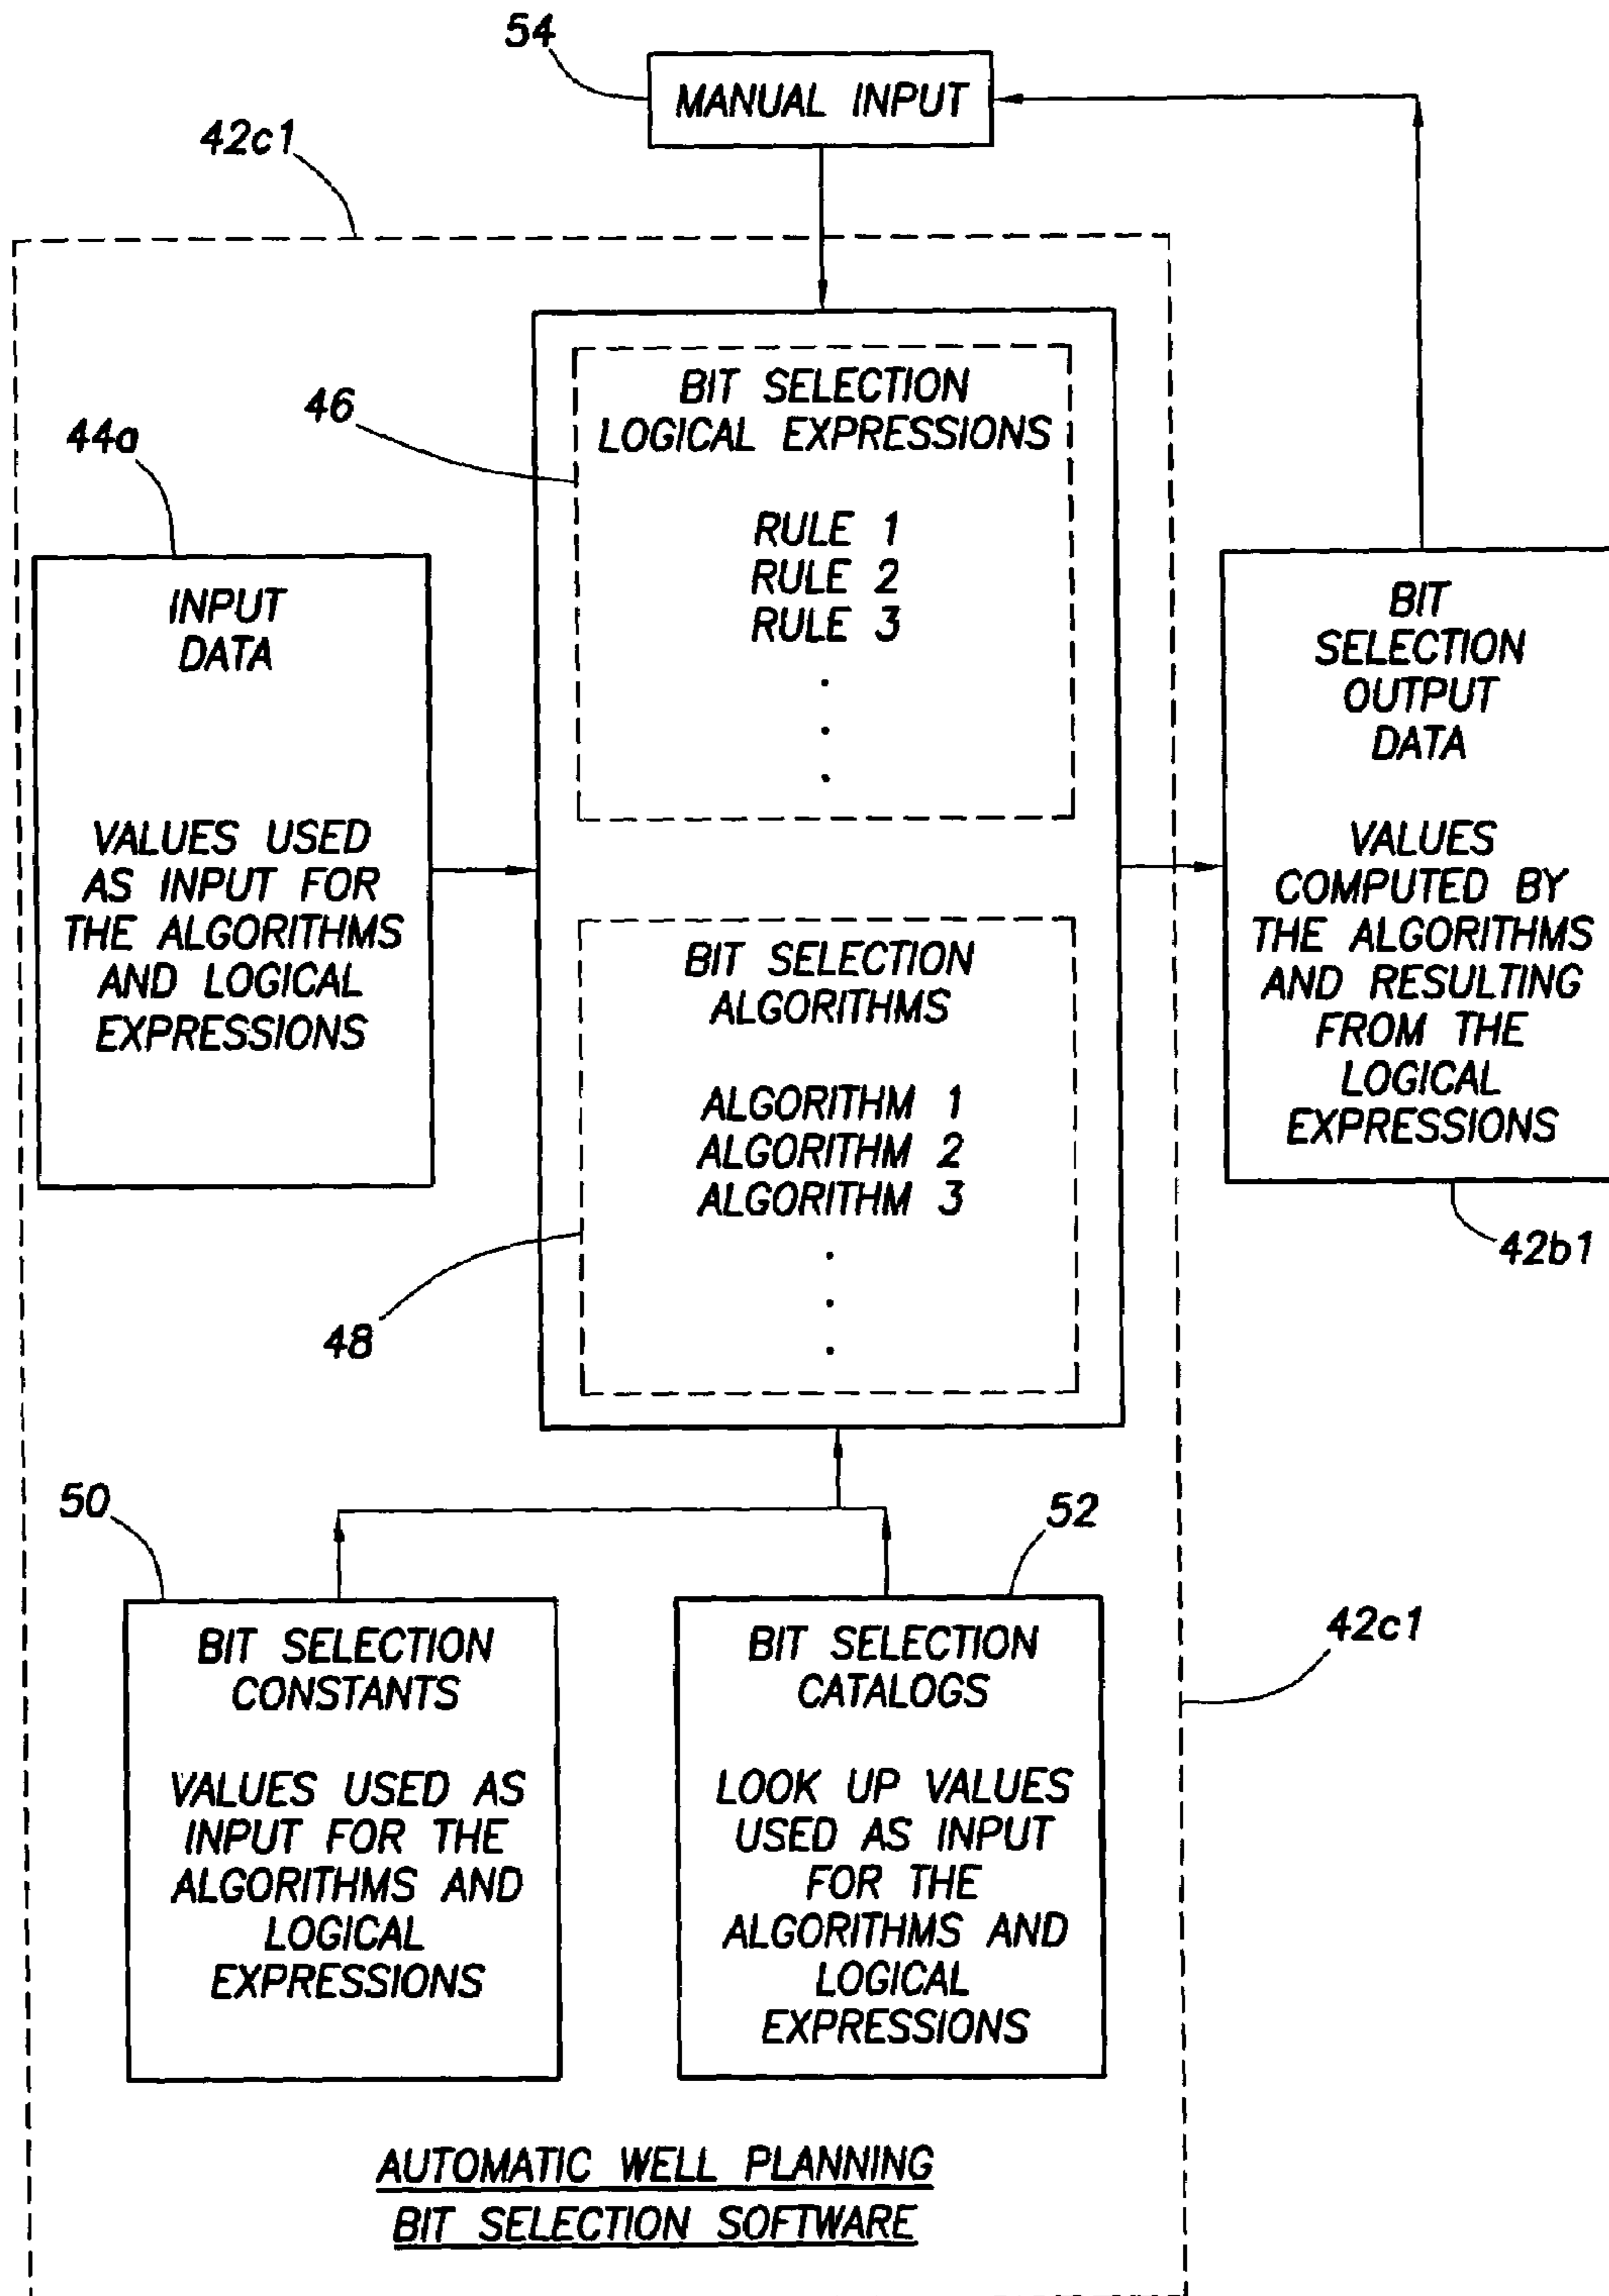 54
MANUAL INPUT
42c1
46
BIT SELECTION
LOGICAL EXPRESSIONS
RULE 1
RULE 2
RULE 3
.
.
.
44a
INPUT
DATA
VALUES USED
AS INPUT FOR
THE ALGORITHMS
AND LOGICAL
EXPRESSIONS
BIT SELECTION
ALGORITHMS
ALGORITHM 1
ALGORITHM 2
ALGORITHM 3
.
.
.
48
BIT
SELECTION
OUTPUT
DATA
VALUES
COMPUTED BY
THE ALGORITHMS
AND RESULTING
FROM THE
LOGICAL
EXPRESSIONS
42b1
50
BIT SELECTION
CONSTANTS
VALUES USED AS
INPUT FOR THE
ALGORITHMS AND
LOGICAL
EXPRESSIONS
52
BIT SELECTION
CATALOGS
LOOK UP VALUES
USED AS INPUT
FOR THE
ALGORITHMS AND
LOGICAL
EXPRESSIONS
42c1
AUTOMATIC WELL PLANNING
BIT SELECTION SOFTWARE